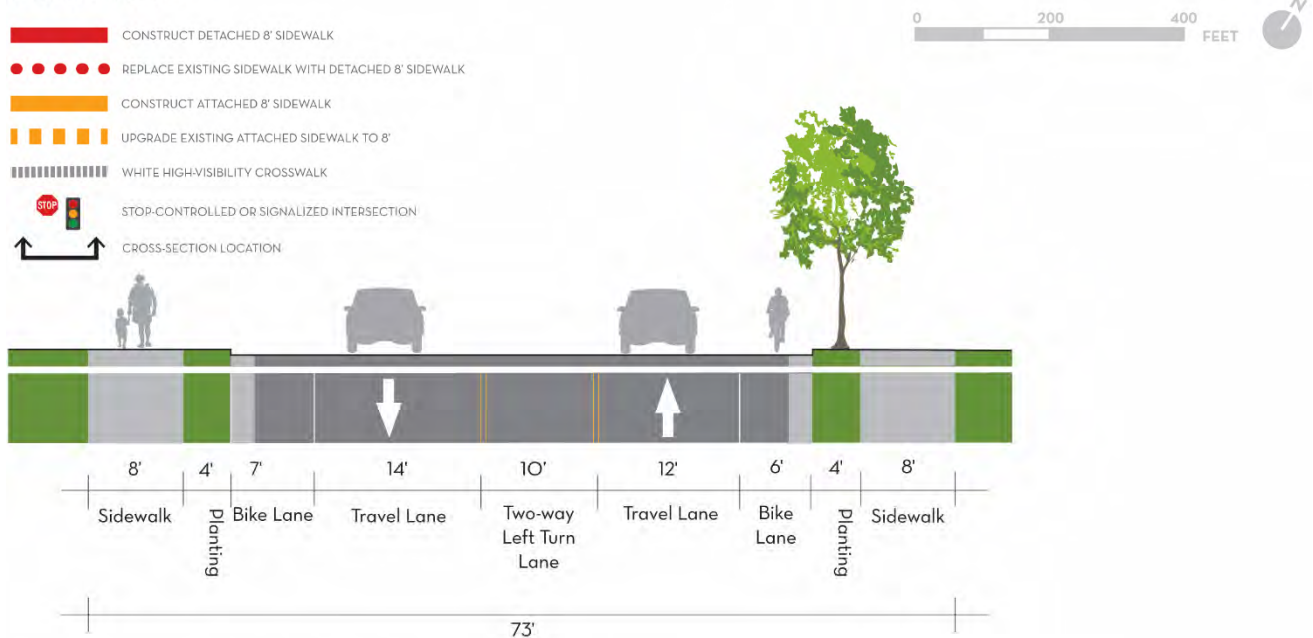 CONSTRUCT DETACHED 8' SIDEWALK
REPLACE EXISTING SIDEWALK WITH DETACHED 8' SIDEWALK
CONSTRUCT ATTACHED 8' SIDEWALK
UPGRADE EXISTING ATTACHED SIDEWALK TO 8'
WHITE HIGH-VISIBILITY CROSSWALK
STOP
STOP-CONTROLLED OR SIGNALIZED INTERSECTION
CROSS-SECTION LOCATION
0 200 400
FEET
N
8' 4' 7' 14' 10' 12' 6' 4' 8'
Sidewalk
Planting
Bike Lane
Travel Lane
Two-way
Left Turn
Lane
Travel Lane
Bike
Lane
Planting
Sidewalk
73'